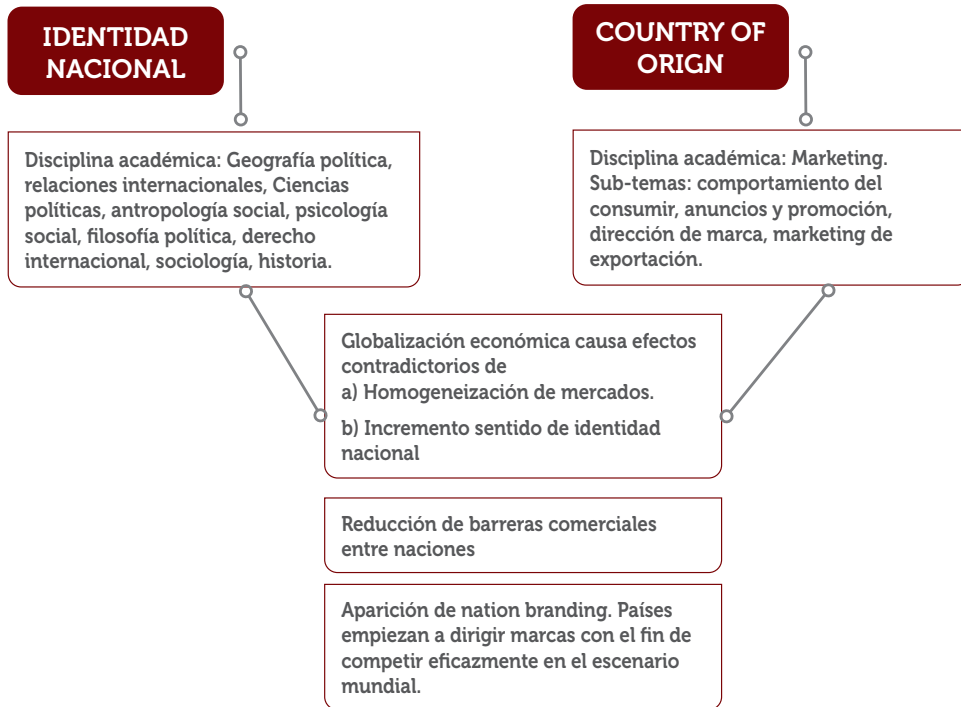 IDENTIDAD
NACIONAL
Disciplina académica: Geografía política,
relaciones internacionales, Ciencias
políticas, antropología social, psicología
social, filosofía política, derecho
internacional, sociología, historia.
COUNTRY OF
ORIGN
Disciplina académica: Marketing.
Sub-temas: comportamiento del
consumir, anuncios y promoción,
dirección de marca, marketing de
exportación.
Globalización económica causa efectos
contradictorios de
a) Homogeneización de mercados.
b) Incremento sentido de identidad
nacional
Reducción de barreras comerciales
entre naciones
Aparición de nation branding. Países
empiezan a dirigir marcas con el fin de
competir eficazmente en el escenario
mundial.